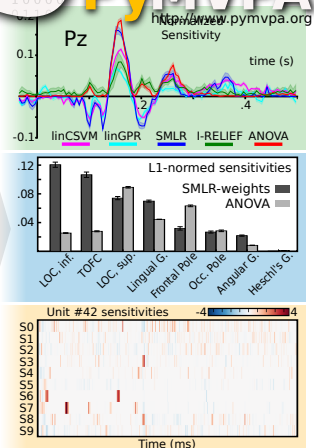 PyMVPA
http://www.pymvpa.org
Normalized
Sensitivity
Pz
0.1
time (s)
.2
.4
-0.1
linCSVM linGPR SMLR I-RELIEF ANOVA
L1-normed sensitivities
SMLR-weights
ANOVA
.12
.08
.04
LOC. inf. TOFC LOC. sup. Lingual G. Frontal Pole Occ. Pole Angular G. Heschl's G.
Unit #42 sensitivities -4 4
S0
S1
S2
S3
S4
S5
S6
S7
S8
S9
Time (ms)